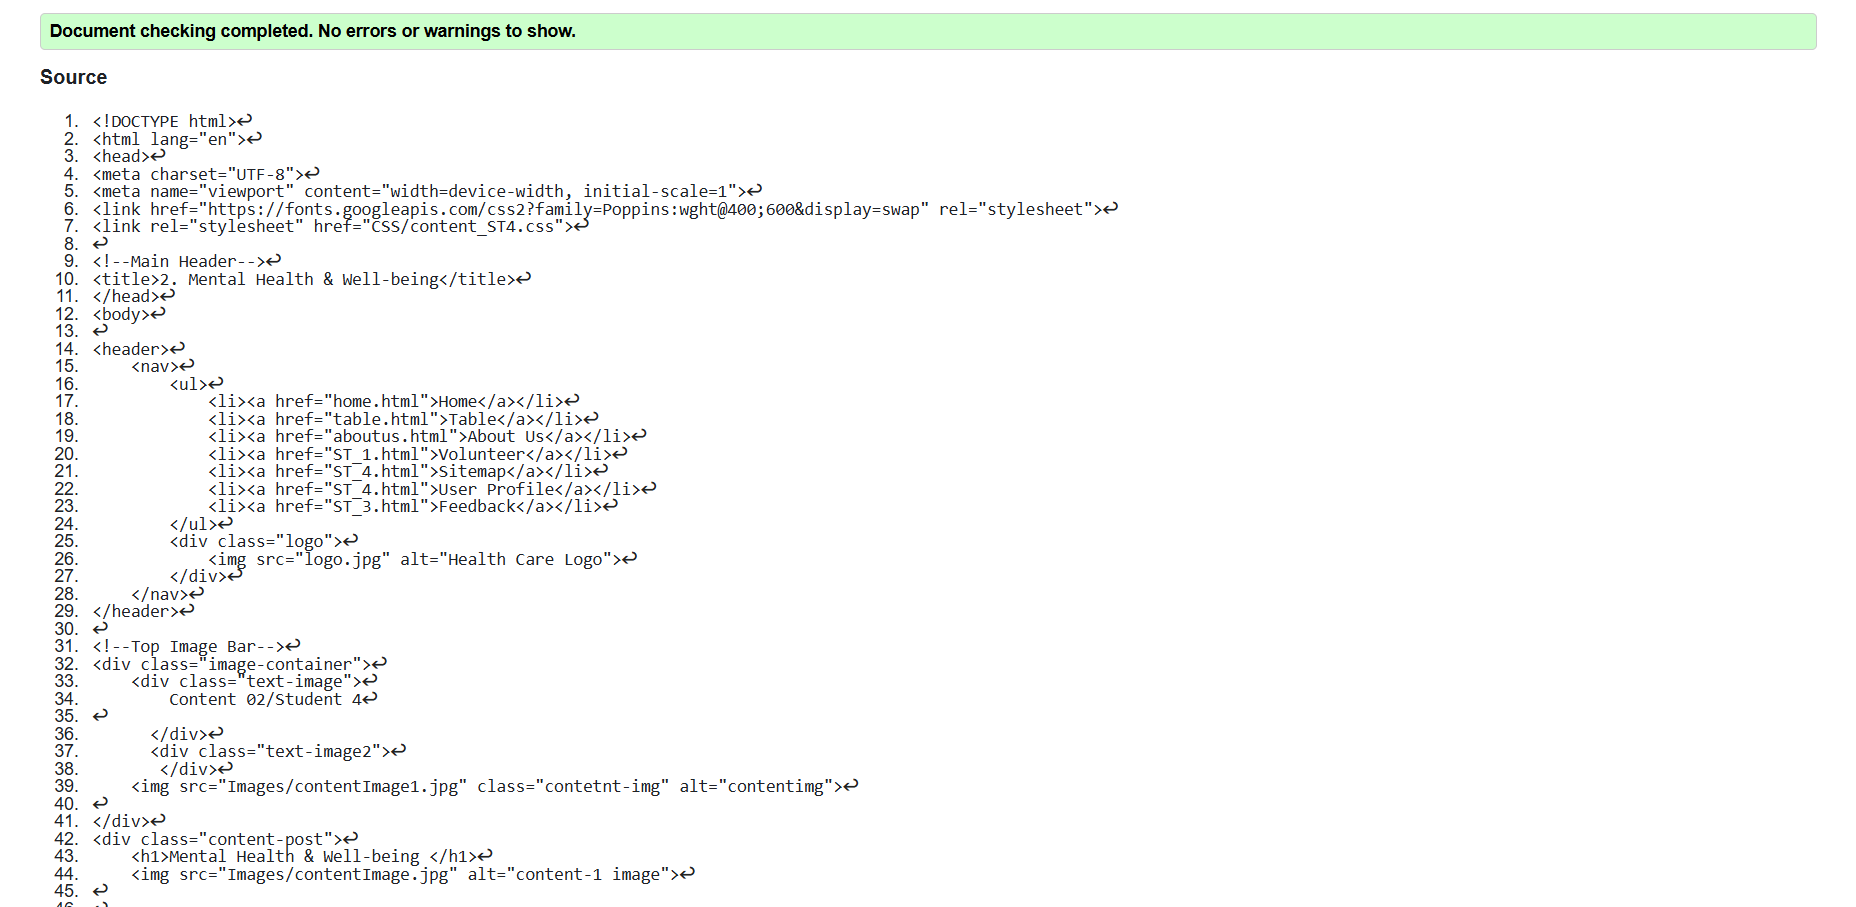 Document checking completed. No errors or warnings to show.
Source
1. <!DOCTYPE html>↩
2. <html lang="en">↩
3. <head>↩
4. <meta charset="UTF-8">↩
5. <meta name="viewport" content="width=device-width, initial-scale=1">↩
6. <link href="https://fonts.googleapis.com/css2?family=Poppins:wght@400;600&display=swap" rel="stylesheet">↩
7. <link rel="stylesheet" href="CSS/content_ST4.css">↩
8. ↩
9. <!--Main Header-->↩
10. <title>2. Mental Health & Well-being</title>↩
11. </head>↩
12. <body>↩
13. ↩
14. <header>↩
15.     <nav>↩
16.         <ul>↩
17.             <li><a href="home.html">Home</a></li>↩
18.             <li><a href="table.html">Table</a></li>↩
19.             <li><a href="aboutus.html">About Us</a></li>↩
20.             <li><a href="ST_1.html">Volunteer</a></li>↩
21.             <li><a href="ST_4.html">Sitemap</a></li>↩
22.             <li><a href="ST_4.html">User Profile</a></li>↩
23.             <li><a href="ST_3.html">Feedback</a></li>↩
24.         </ul>↩
25.         <div class="logo">↩
26.             <img src="logo.jpg" alt="Health Care Logo">↩
27.         </div>↩
28.     </nav>↩
29. </header>↩
30. ↩
31. <!--Top Image Bar-->↩
32. <div class="image-container">↩
33.     <div class="text-image">↩
34.         Content 02/Student 4↩
35. ↩
36.       </div>↩
37.       <div class="text-image2">↩
38.        </div>↩
39.     <img src="Images/contentImage1.jpg" class="contetnt-img" alt="contentimg">↩
40. ↩
41. </div>↩
42. <div class="content-post">↩
43.     <h1>Mental Health & Well-being </h1>↩
44.     <img src="Images/contentImage.jpg" alt="content-1 image">↩
45. ↩